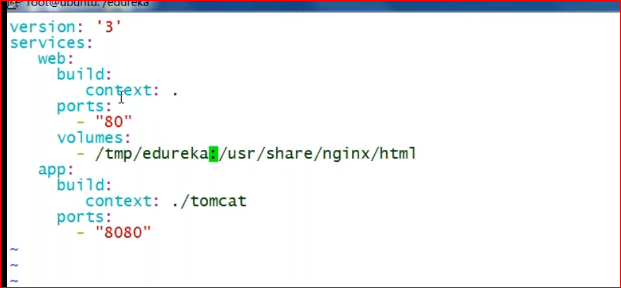 root@ubuntu: /edureka
version: '3'
services:
   web:
     build:
        context: .
     ports:
       - "80"
     volumes:
       - /tmp/edureka:/usr/share/nginx/html
   app:
     build:
        context: ./tomcat
     ports:
       - "8080"
~
~
~